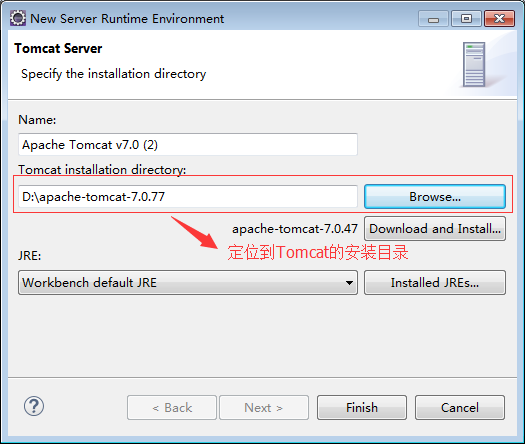 New Server Runtime Environment
Tomcat Server
Specify the installation directory
Name:
Apache Tomcat v7.0 (2)
Tomcat installation directory:
D:\apache-tomcat-7.0.77
Browse...
apache-tomcat-7.0.47
Download and Install...
定位到Tomcat的安装目录
JRE:
Workbench default JRE
Installed JREs...
?
< Back
Next >
Finish
Cancel